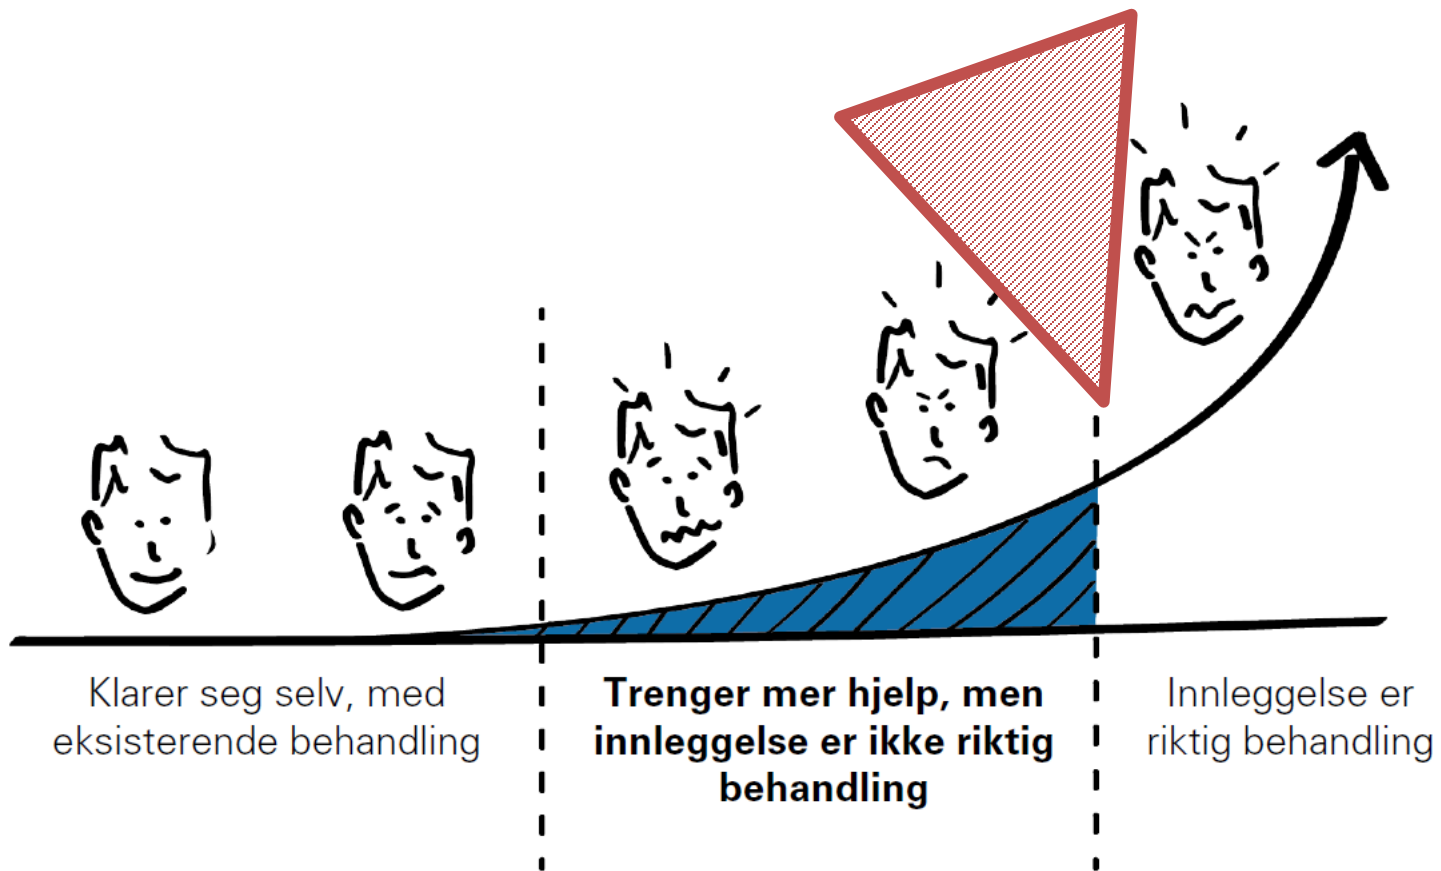 Klarer seg selv, med
eksisterende behandling
Trenger mer hjelp, men
innleggelse er ikke riktig
behandling
Innleggelse er
riktig behandling